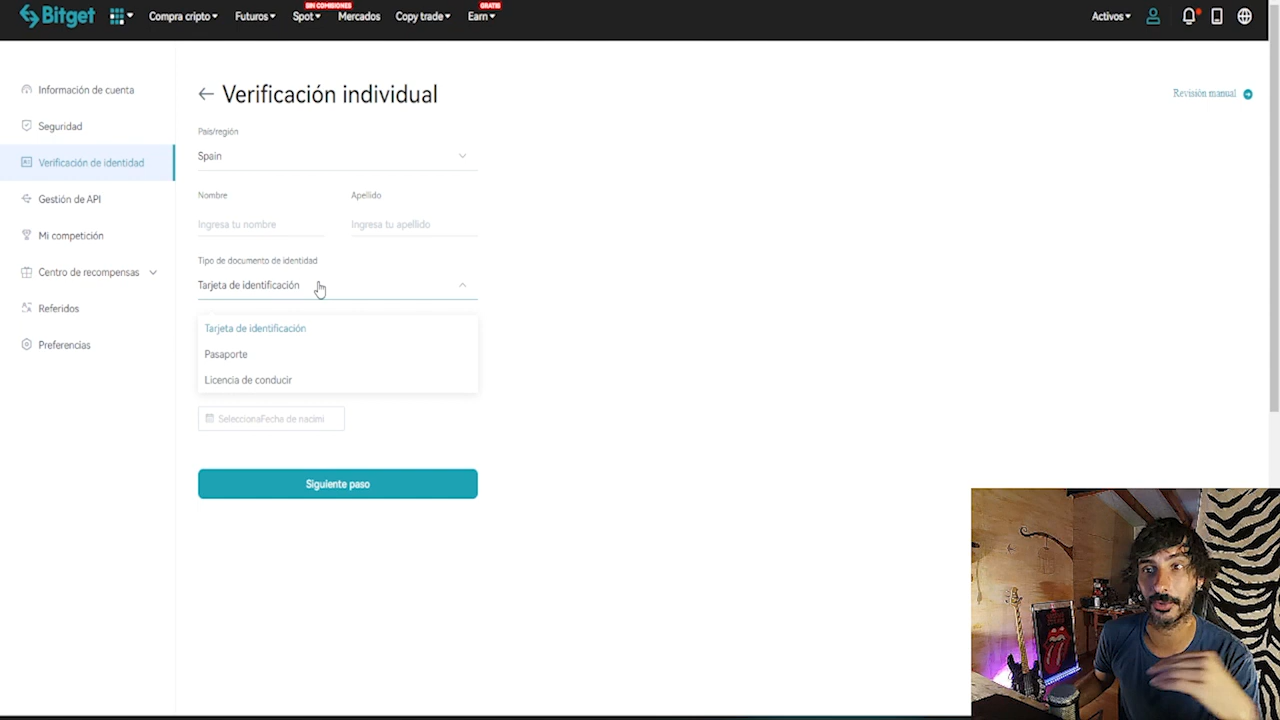 Bitget
SIN COMISIONES
GRATIS
Compra cripto
Futuros
Spot
Mercados
Copy trade
Earn
Activos
Información de cuenta
Seguridad
Verificación de identidad
Gestión de API
Mi competición
Centro de recompensas
Referidos
Preferencias
Verificación individual
Revisión manual
País/región
Spain
Nombre
Apellido
Ingresa tu nombre
Ingresa tu apellido
Tipo de documento de identidad
Tarjeta de identificación
Tarjeta de identificación
Pasaporte
Licencia de conducir
SeleccionaFecha de nacimi
Siguiente paso